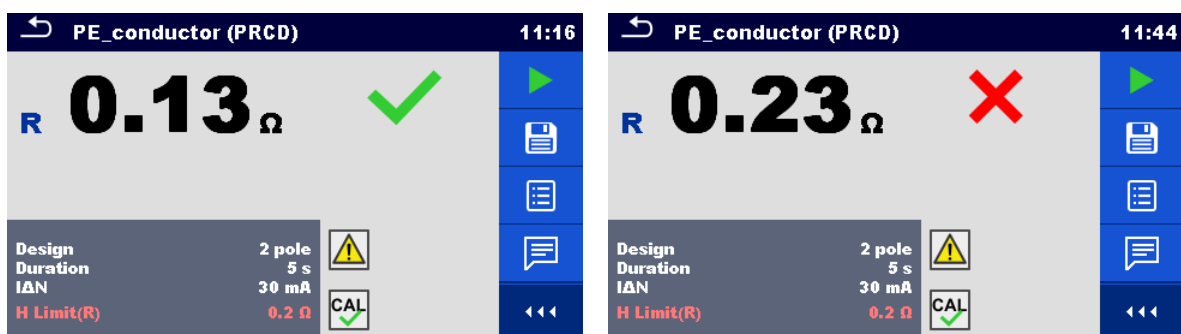 PE_conductor (PRCD) 11:16
R 0.13 Ω
Design 2 pole
Duration 5 s
IΔN 30 mA
H Limit(R) 0.2 Ω
CAL
PE_conductor (PRCD) 11:44
R 0.23 Ω
Design 2 pole
Duration 5 s
IΔN 30 mA
H Limit(R) 0.2 Ω
CAL